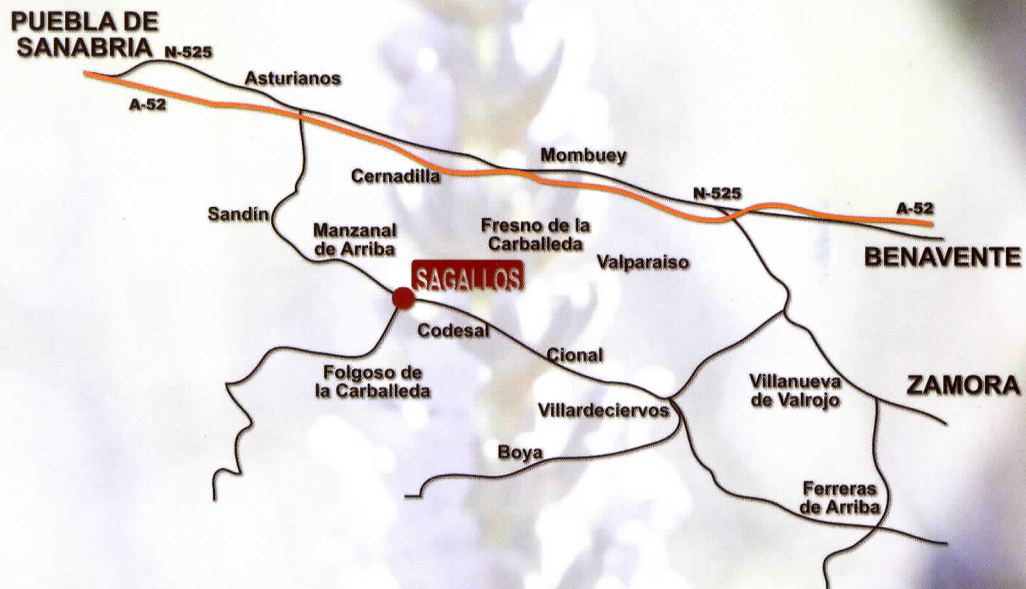 PUEBLA DE
SANABRIA
N-525
Asturianos
A-52
Mombuey
Cernadilla
N-525
A-52
Sandín
Manzanal
de Arriba
Fresno de la
Carballeda
Valparaiso
BENAVENTE
SAGALLOS
Codesal
Cional
Folgoso de
la Carballeda
Villanueva
de Valrojo
ZAMORA
Villardeciervos
Boya
Ferreras
de Arriba